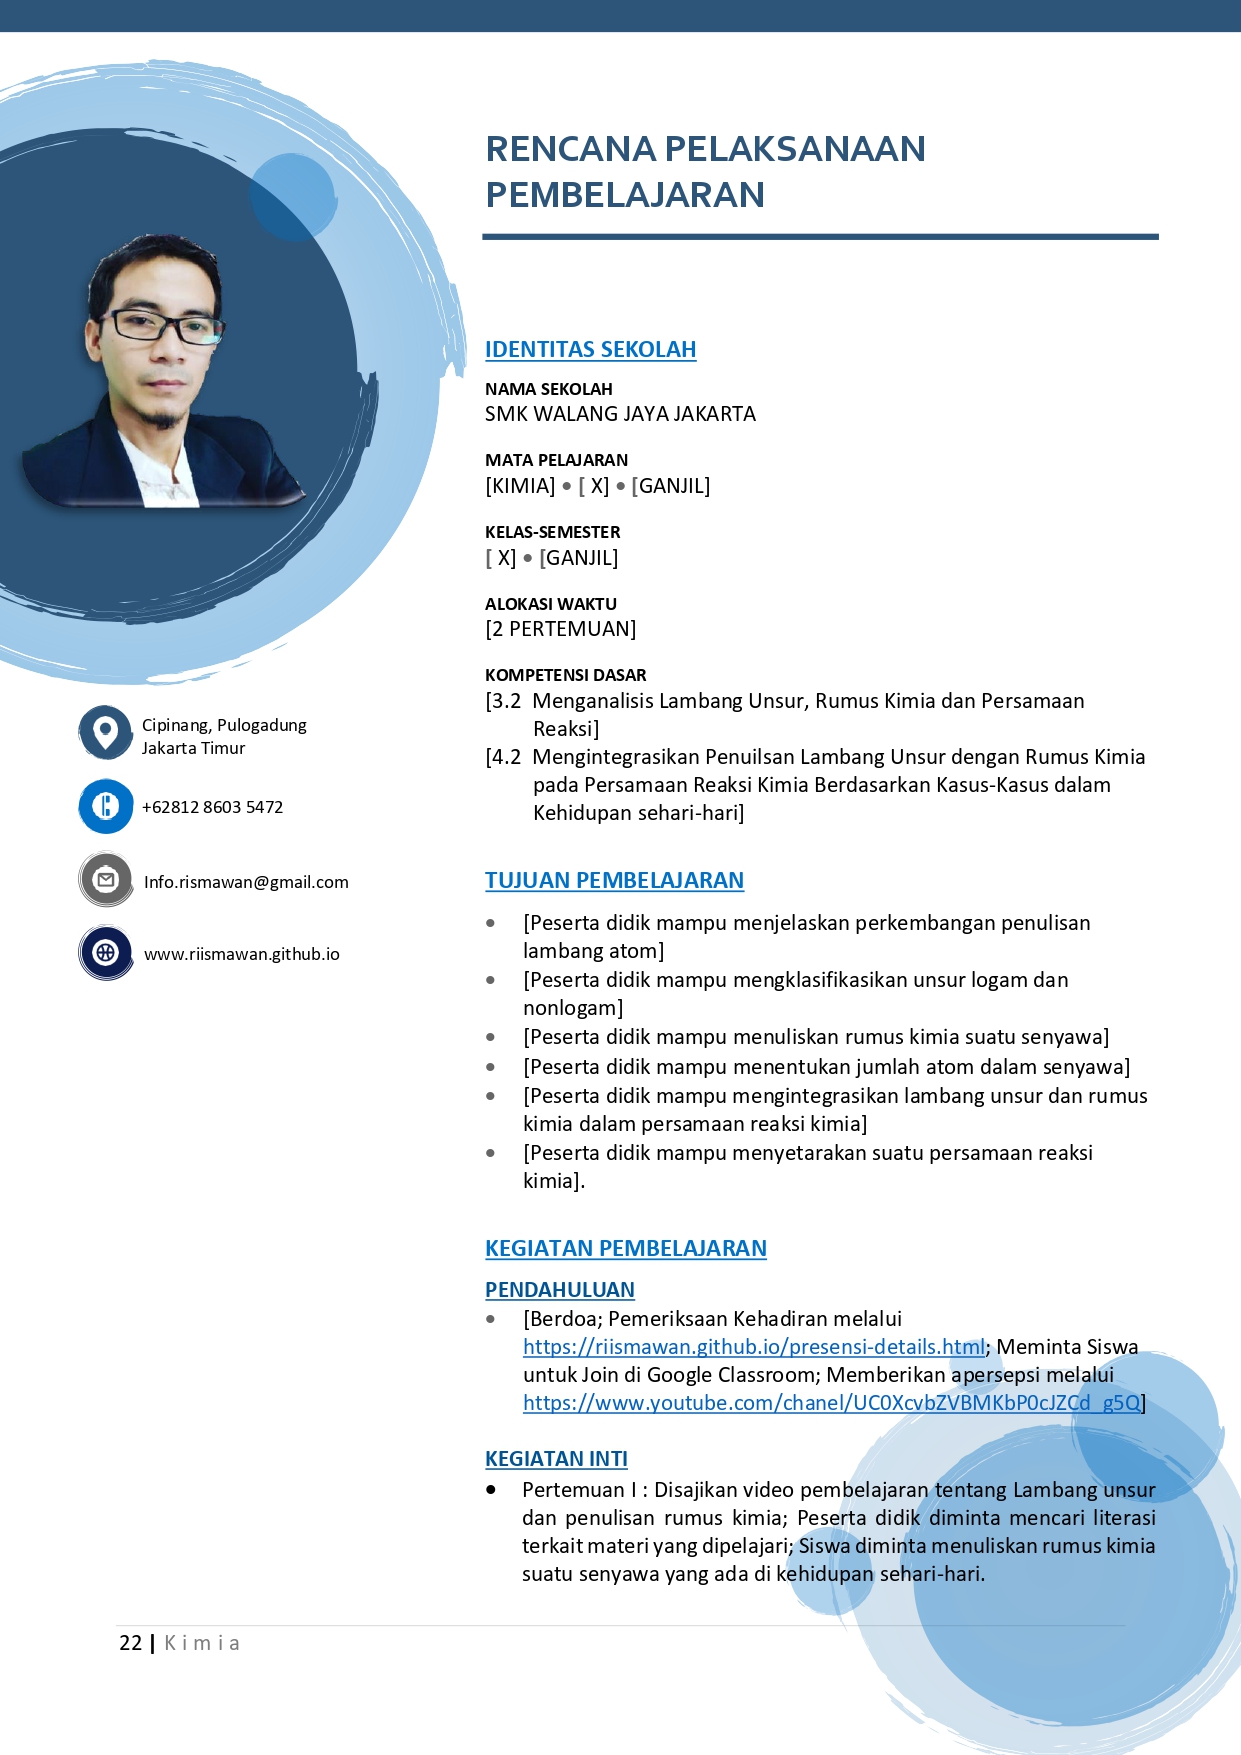 RENCANA PELAKSANAAN
PEMBELAJARAN
IDENTITAS SEKOLAH
NAMA SEKOLAH
SMK WALANG JAYA JAKARTA
MATA PELAJARAN
[KIMIA] • [ X] • [GANJIL]
KELAS-SEMESTER
[ X] • [GANJIL]
ALOKASI WAKTU
[2 PERTEMUAN]
KOMPETENSI DASAR
[3.2 Menganalisis Lambang Unsur, Rumus Kimia dan Persamaan
Reaksi]
[4.2 Mengintegrasikan Penuilsan Lambang Unsur dengan Rumus Kimia
pada Persamaan Reaksi Kimia Berdasarkan Kasus-Kasus dalam
Kehidupan sehari-hari]
Cipinang, Pulogadung
Jakarta Timur
+62812 8603 5472
Info.rismawan@gmail.com
www.riismawan.github.io
TUJUAN PEMBELAJARAN
• [Peserta didik mampu menjelaskan perkembangan penulisan
lambang atom]
• [Peserta didik mampu mengklasifikasikan unsur logam dan
nonlogam]
• [Peserta didik mampu menuliskan rumus kimia suatu senyawa]
• [Peserta didik mampu menentukan jumlah atom dalam senyawa]
• [Peserta didik mampu mengintegrasikan lambang unsur dan rumus
kimia dalam persamaan reaksi kimia]
• [Peserta didik mampu menyetarakan suatu persamaan reaksi
kimia].
KEGIATAN PEMBELAJARAN
PENDAHULUAN
• [Berdoa; Pemeriksaan Kehadiran melalui
https://riismawan.github.io/presensi-details.html; Meminta Siswa
untuk Join di Google Classroom; Memberikan apersepsi melalui
https://www.youtube.com/chanel/UC0XcvbZVBMKbP0cJZCd_g5Q]
KEGIATAN INTI
• Pertemuan I : Disajikan video pembelajaran tentang Lambang unsur
dan penulisan rumus kimia; Peserta didik diminta mencari literasi
terkait materi yang dipelajari; Siswa diminta menuliskan rumus kimia
suatu senyawa yang ada di kehidupan sehari-hari.
22 | Kimia